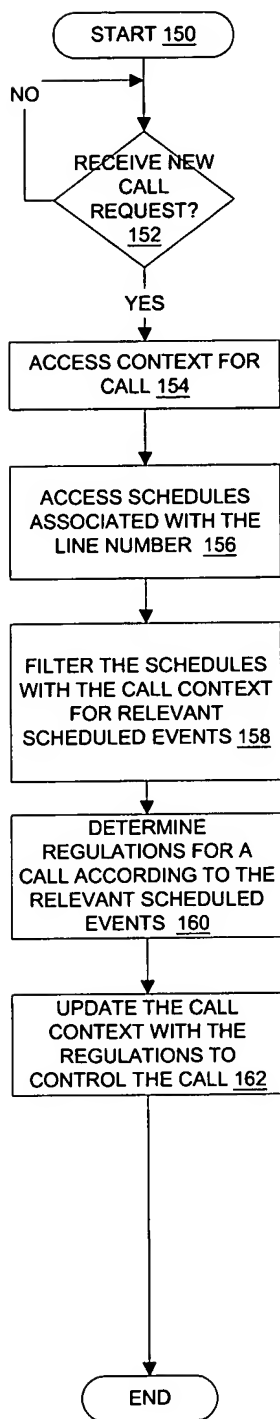 START 150
NO
RECEIVE NEW
CALL
REQUEST?
152
YES
ACCESS CONTEXT FOR
CALL 154
ACCESS SCHEDULES
ASSOCIATED WITH THE
LINE NUMBER 156
FILTER THE SCHEDULES
WITH THE CALL CONTEXT
FOR RELEVANT
SCHEDULED EVENTS 158
DETERMINE
REGULATIONS FOR A
CALL ACCORDING TO THE
RELEVANT SCHEDULED
EVENTS 160
UPDATE THE CALL
CONTEXT WITH THE
REGULATIONS TO
CONTROL THE CALL 162
END